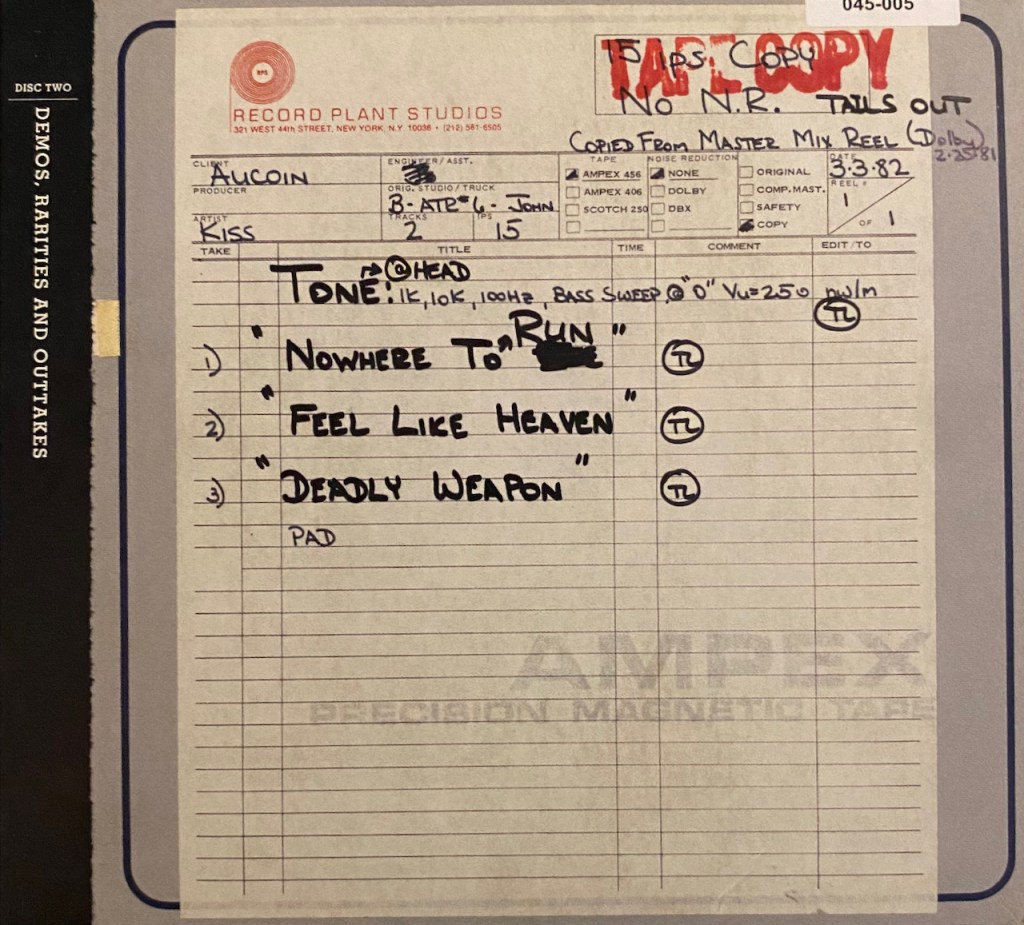 045-005
DISC TWO
DEMOS, RARITIES AND OUTTAKES
RPS
RECORD PLANT STUDIOS
321 WEST 44th STREET, NEW YORK, N.Y. 10036 • (212) 581-6505
TAPE COPY
15 IPS COPY
NO N.R. TAILS OUT
COPIED FROM MASTER MIX REEL (Dolby)
2-25-81
CLIENT
AUCOIN
ENGINEER/ASST.
PRODUCER
ORIG. STUDIO/TRUCK
B-ATR#6-JOHN
ARTIST
KISS
TRACKS
2
IPS
15
TAPE
AMPEX 456
AMPEX 406
SCOTCH 250
NOISE REDUCTION
NONE
DOLBY
DBX
ORIGINAL
COMP. MAST.
SAFETY
COPY
DATE
3-3-82
REEL #
1
OF 1
TAKE TITLE TIME COMMENT EDIT/TO
@ HEAD
TONE: 1K, 10K, 100HZ, BASS SWEEP @ "0" VU=250 nw/m
TL
1) "NOWHERE TO RUN" TL
2) "FEEL LIKE HEAVEN" TL
3) "DEADLY WEAPON" TL
PAD
AMPEX
PRECISION MAGNETIC TAPE